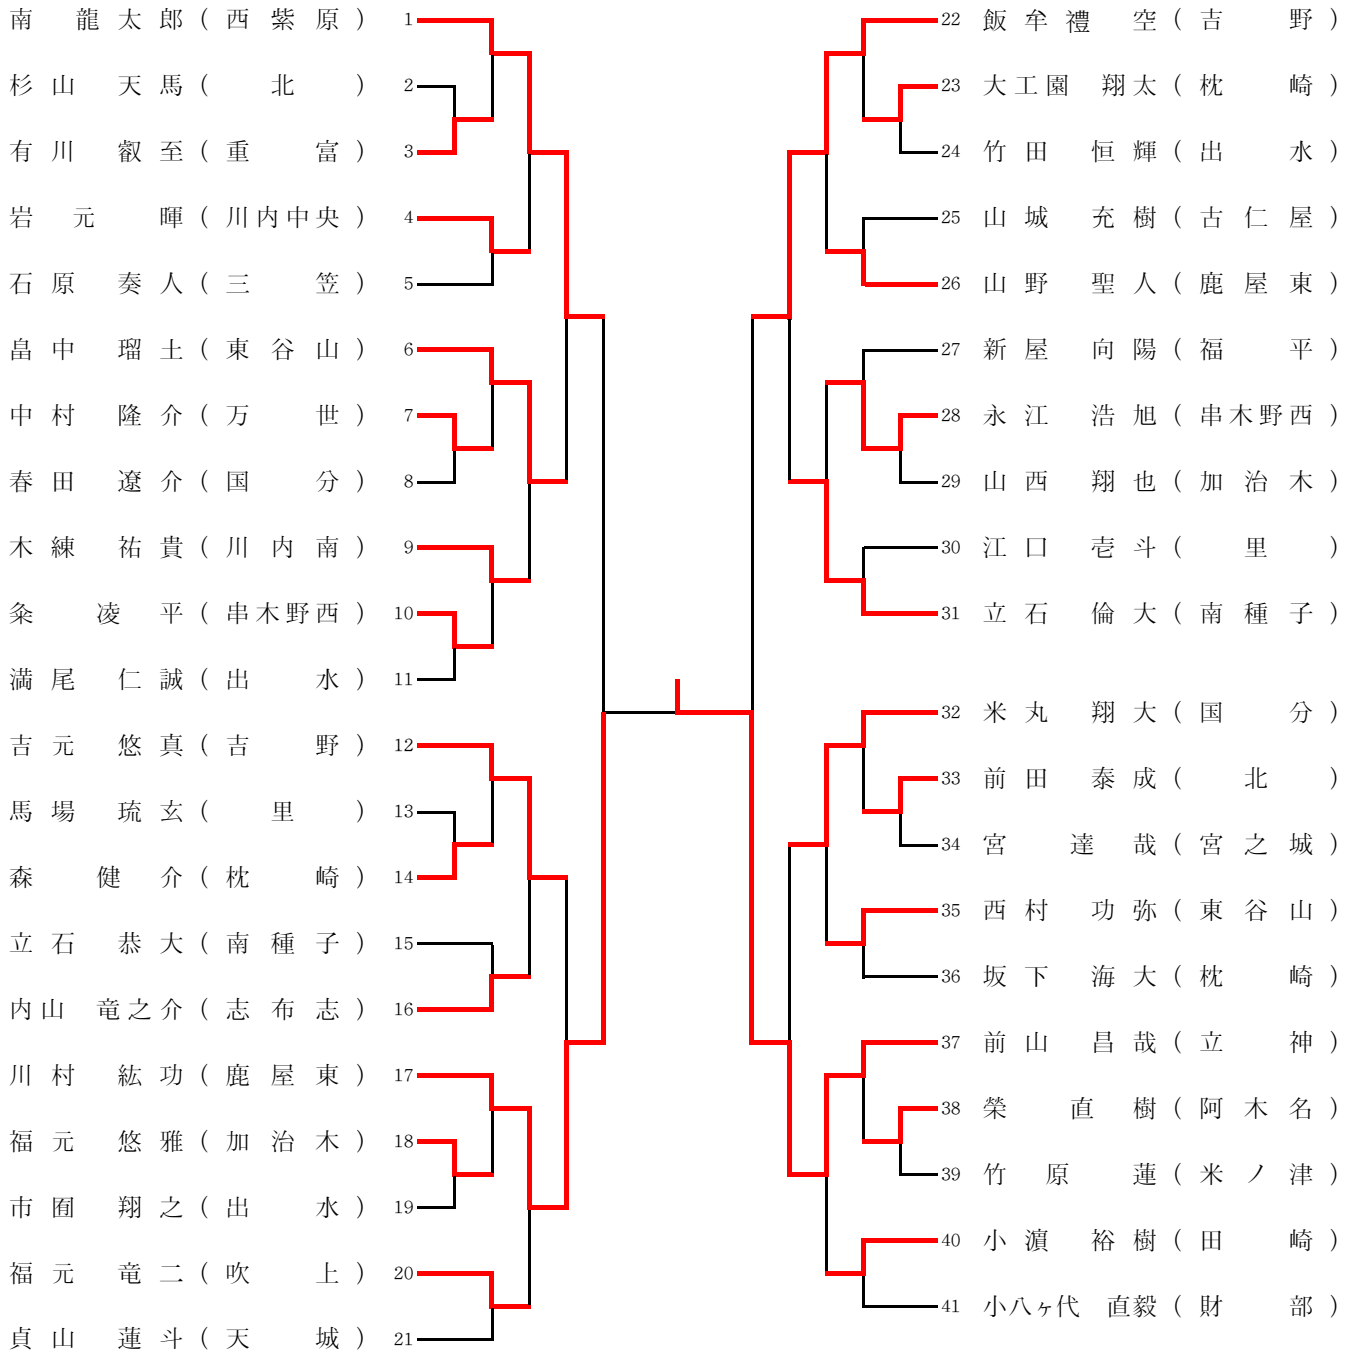 南 龍太郎(西紫原) 1
杉山 天馬(北) 2
有川 叡至(重富) 3
岩元 暉(川内中央) 4
石原 奏人(三笠) 5
畠中 瑠土(東谷山) 6
中村 隆介(万世) 7
春田 遼介(国分) 8
木練 祐貴(川内南) 9
粂 凌平(串木野西) 10
満尾 仁誠(出水) 11
吉元 悠真(吉野) 12
馬場 琉玄(里) 13
森 健介(枕崎) 14
立石 恭大(南種子) 15
内山 竜之介(志布志) 16
川村 紘功(鹿屋東) 17
福元 悠雅(加治木) 18
市囿 翔之(出水) 19
福元 竜二(吹上) 20
貞山 蓮斗(天城) 21
22 飯牟禮 空(吉野)
23 大工園 翔太(枕崎)
24 竹田 恒輝(出水)
25 山城 充樹(古仁屋)
26 山野 聖人(鹿屋東)
27 新屋 向陽(福平)
28 永江 浩旭(串木野西)
29 山西 翔也(加治木)
30 江口 壱斗(里)
31 立石 倫大(南種子)
32 米丸 翔大(国分)
33 前田 泰成(北)
34 宮 達哉(宮之城)
35 西村 功弥(東谷山)
36 坂下 海大(枕崎)
37 前山 昌哉(立神)
38 榮 直樹(阿木名)
39 竹原 蓮(米ノ津)
40 小濵 裕樹(田崎)
41 小八ヶ代 直毅(財部)